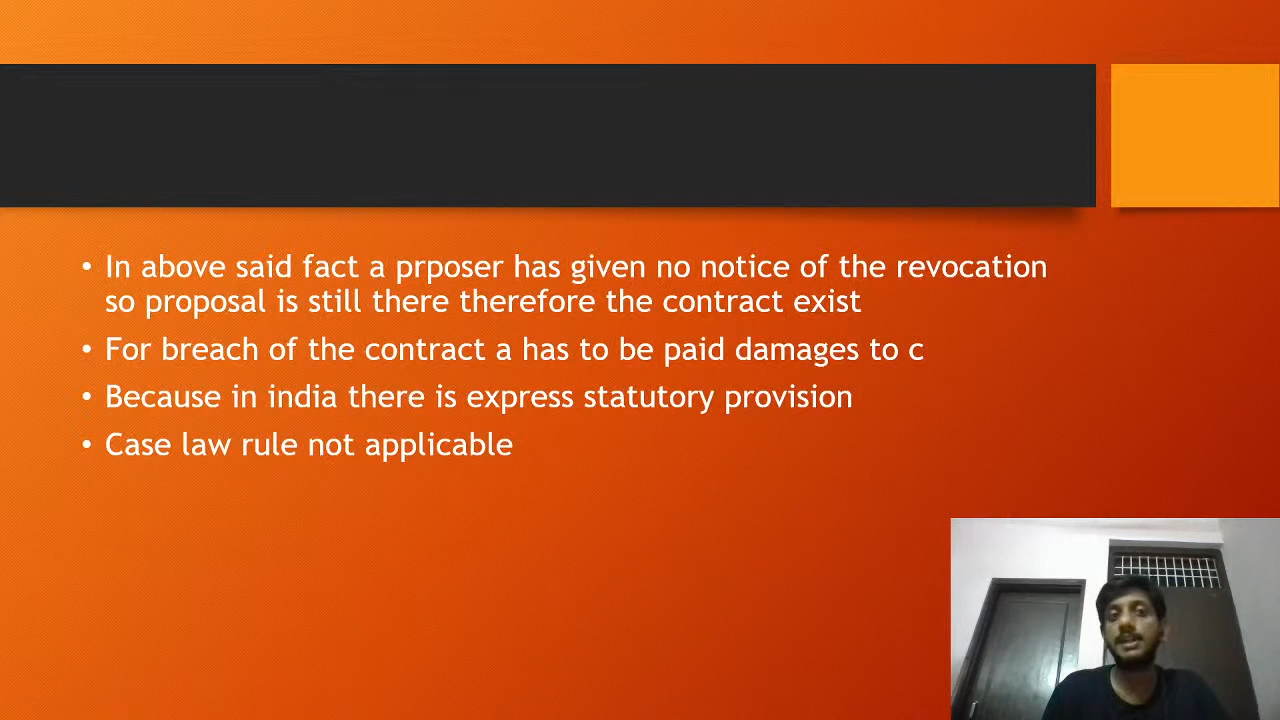 • In above said fact a prposer has given no notice of the revocation
so proposal is still there therefore the contract exist
• For breach of the contract a has to be paid damages to c
• Because in india there is express statutory provision
• Case law rule not applicable